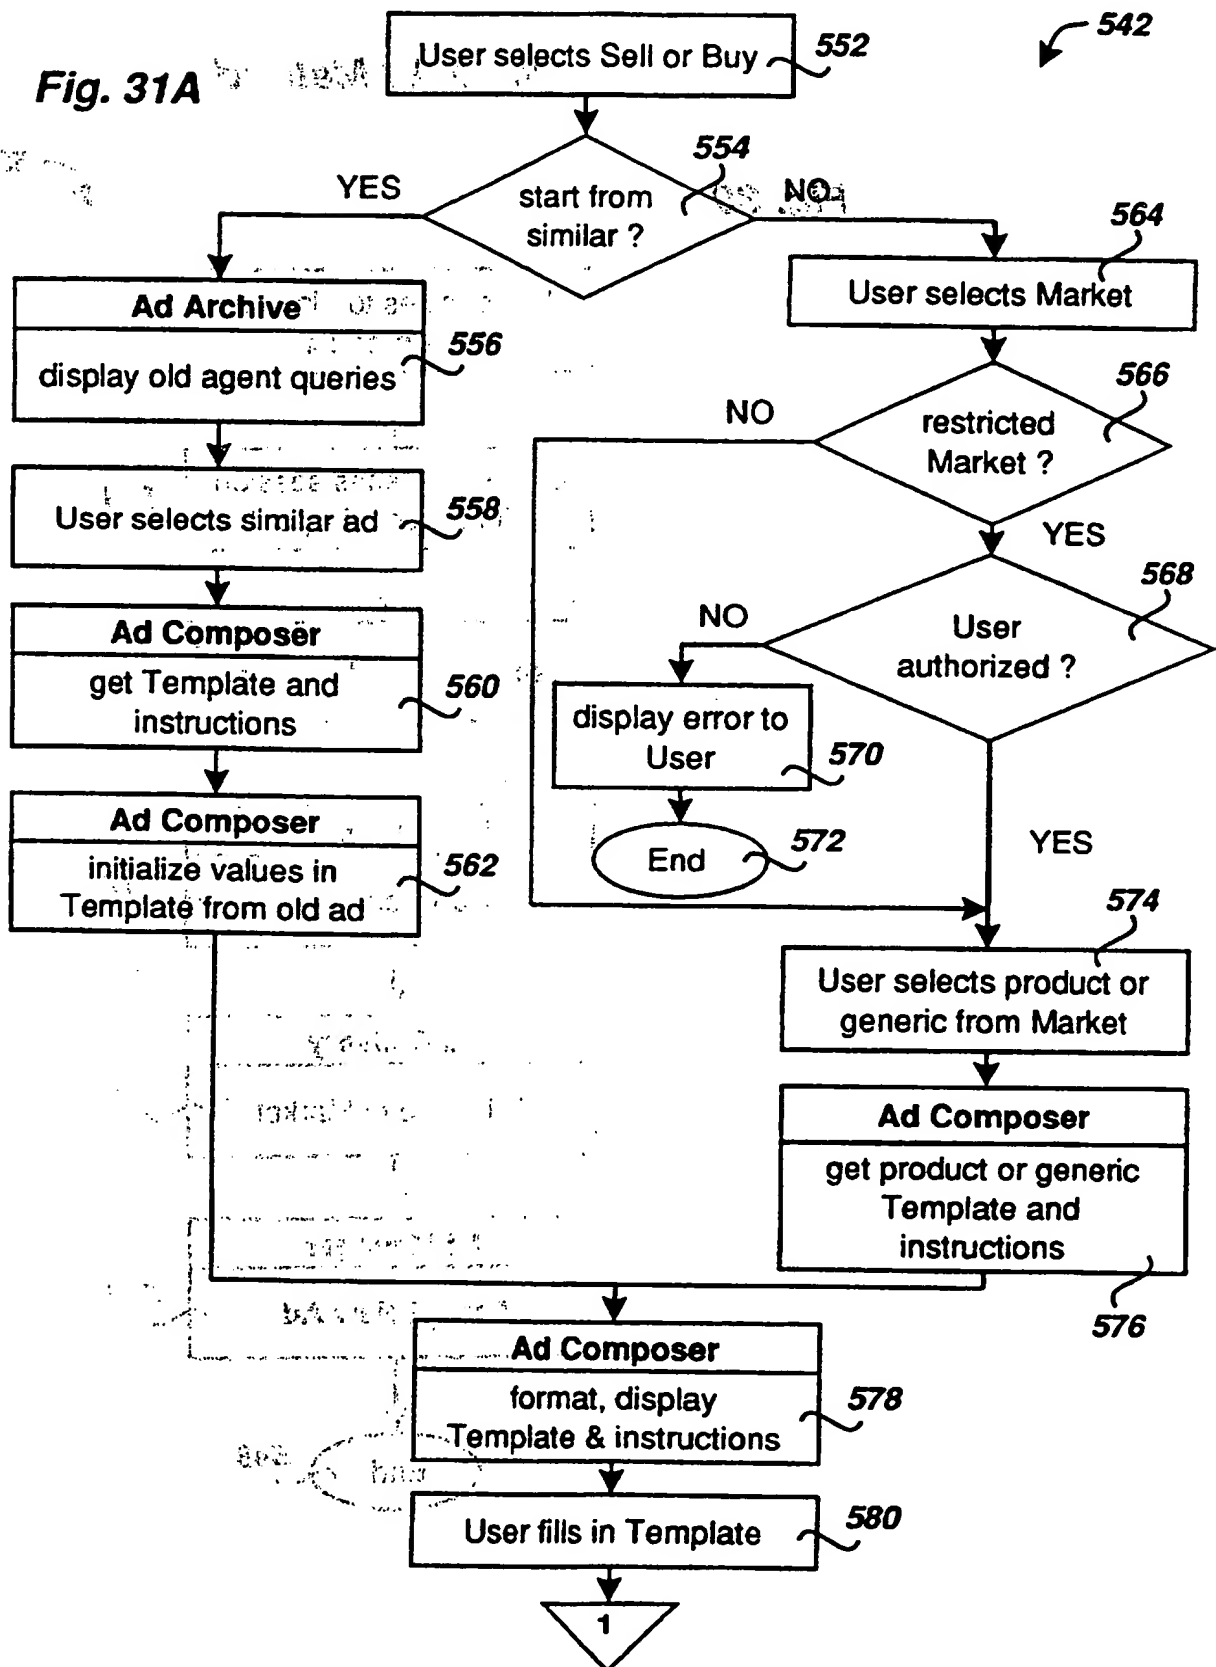 Fig. 31A
542
User selects Sell or Buy
552
554
start from
similar ?
YES
NO
564
User selects Market
Ad Archive
display old agent queries
556
566
restricted
Market ?
NO
YES
User selects similar ad
558
568
User
authorized ?
NO
YES
Ad Composer
get Template and
instructions
560
display error to
User
570
End
572
Ad Composer
initialize values in
Template from old ad
562
574
User selects product or
generic from Market
Ad Composer
get product or generic
Template and
instructions
576
Ad Composer
format, display
Template & instructions
578
User fills in Template
580
1